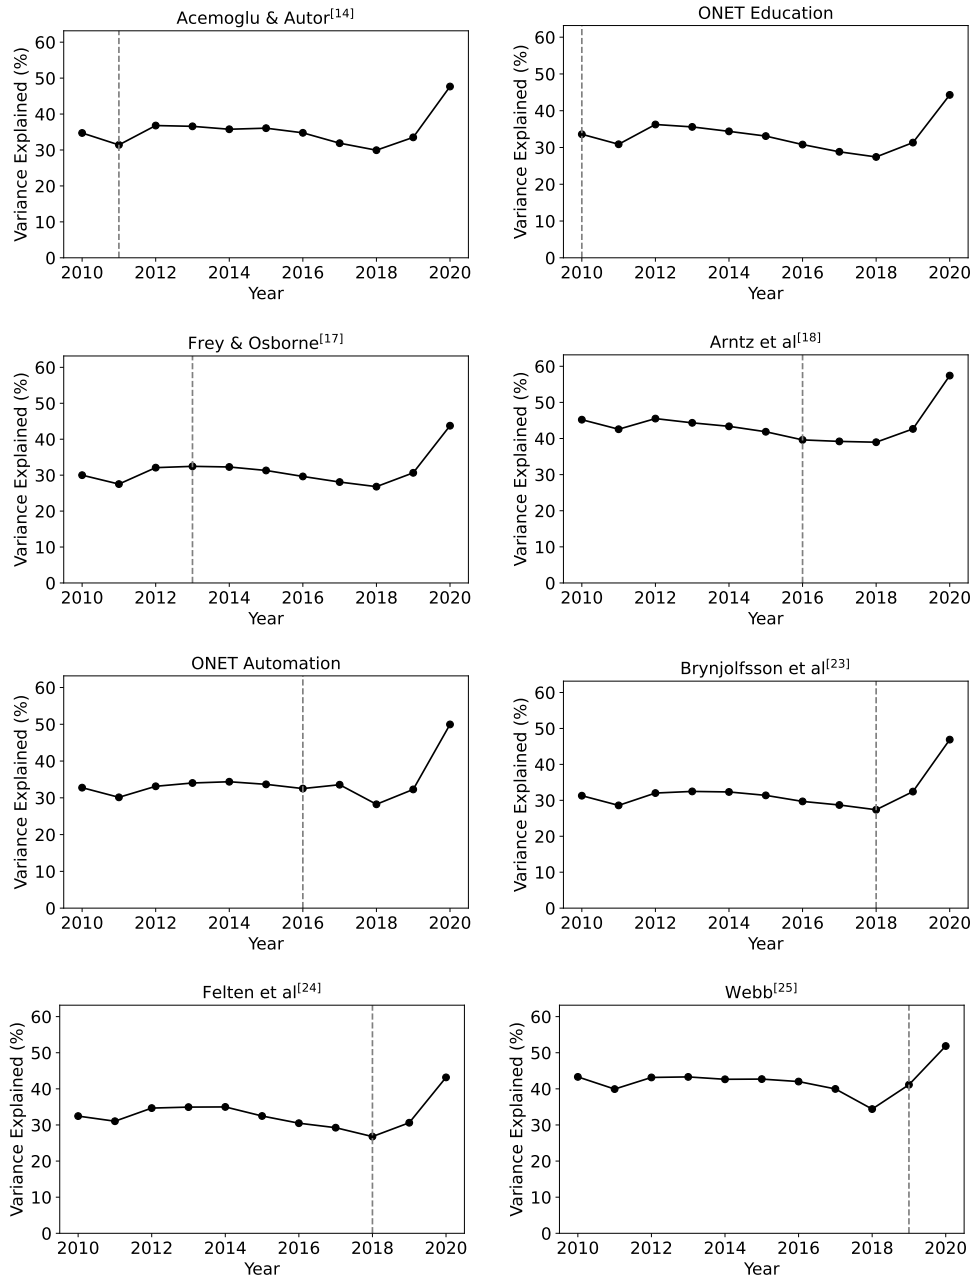 Acemoglu & Autor[14]
60
50
40
30
20
10
0
Variance Explained (%)
2010 2012 2014 2016 2018 2020
Year
ONET Education
60
50
40
30
20
10
0
Variance Explained (%)
2010 2012 2014 2016 2018 2020
Year
Frey & Osborne[17]
60
50
40
30
20
10
0
Variance Explained (%)
2010 2012 2014 2016 2018 2020
Year
Arntz et al[18]
60
50
40
30
20
10
0
Variance Explained (%)
2010 2012 2014 2016 2018 2020
Year
ONET Automation
60
50
40
30
20
10
0
Variance Explained (%)
2010 2012 2014 2016 2018 2020
Year
Brynjolfsson et al[23]
60
50
40
30
20
10
0
Variance Explained (%)
2010 2012 2014 2016 2018 2020
Year
Felten et al[24]
60
50
40
30
20
10
0
Variance Explained (%)
2010 2012 2014 2016 2018 2020
Year
Webb[25]
60
50
40
30
20
10
0
Variance Explained (%)
2010 2012 2014 2016 2018 2020
Year